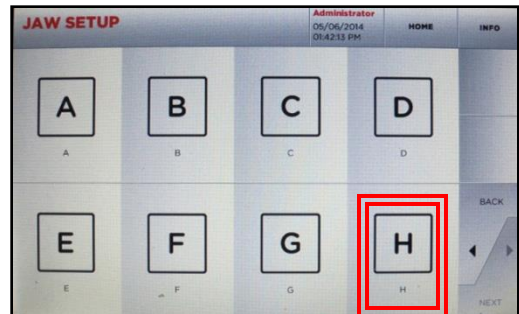 JAW SETUP
Administrator
05/06/2014
01:42:13 PM
HOME
INFO
A
B
C
D
A
B
C
D
BACK
E
F
G
H
E
F
G
H
NEXT